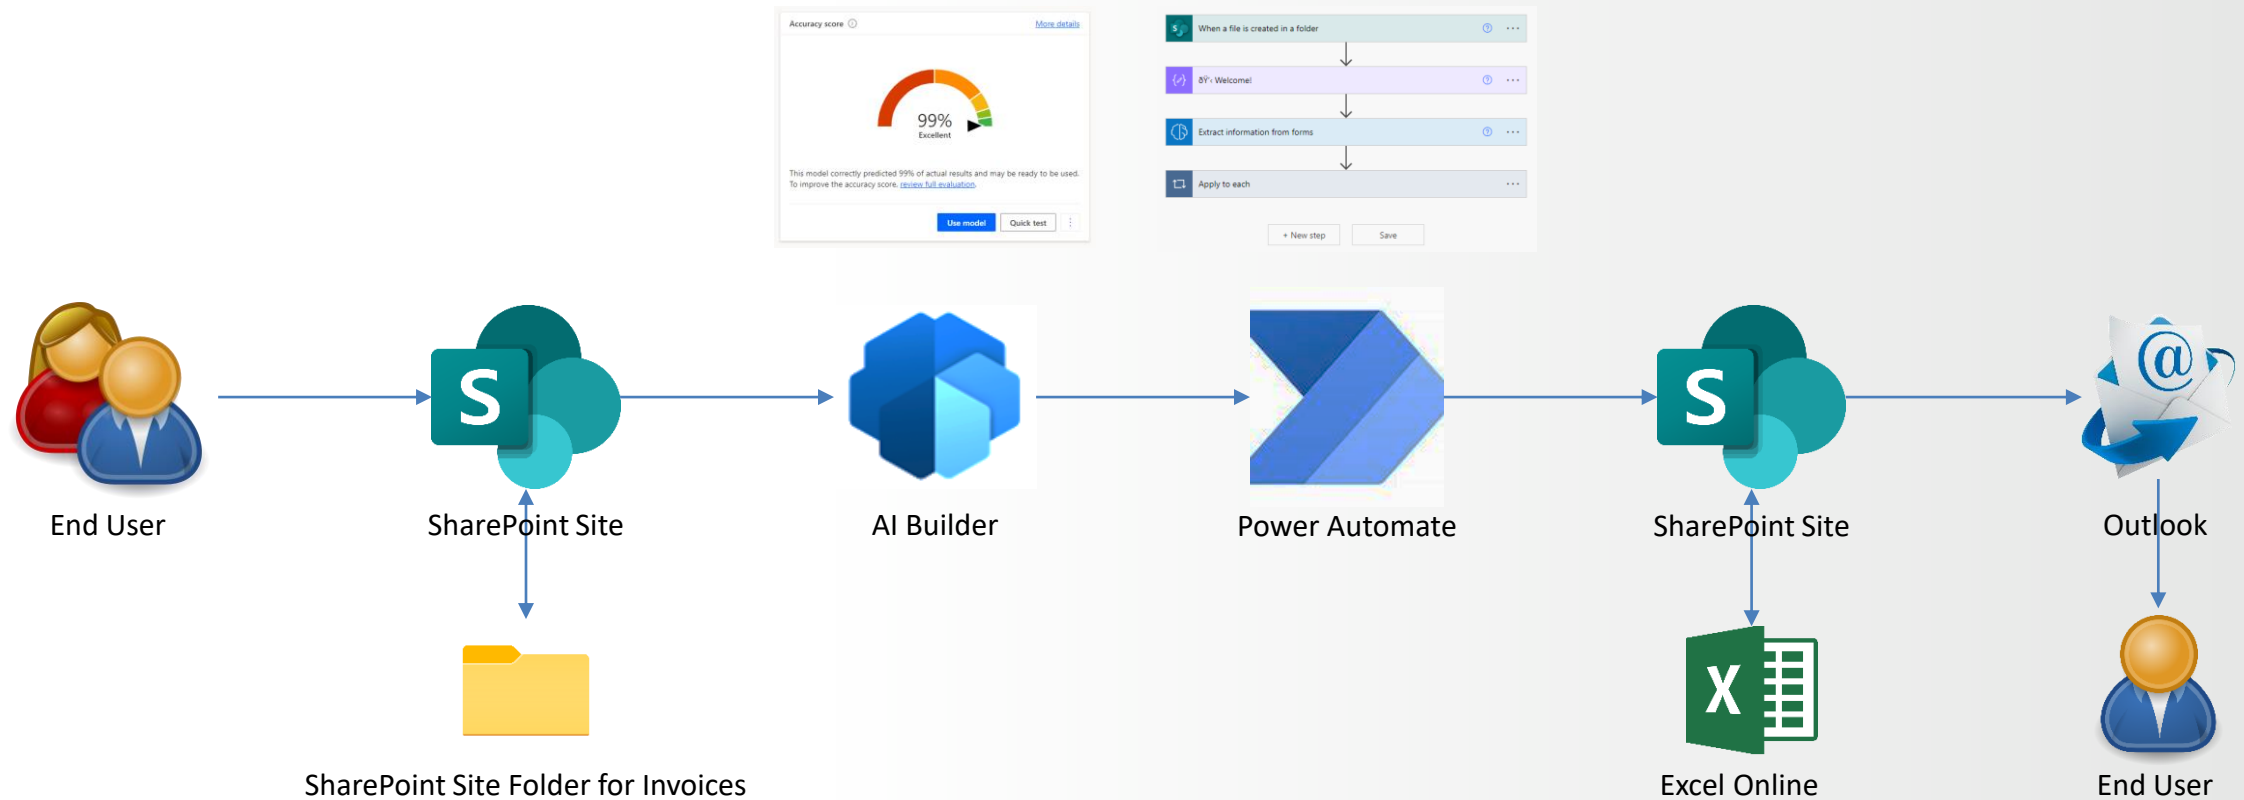 Accuracy score
More details
99%
Excellent
This model correctly predicted 99% of actual results and may be ready to be used.
To improve the accuracy score, review full evaluation.
Use model
Quick test
When a file is created in a folder
ðŸ‘‹ Welcome!
Extract information from forms
Apply to each
+ New step
Save
S
S
@
End User
SharePoint Site
AI Builder
Power Automate
SharePoint Site
Outlook
X
SharePoint Site Folder for Invoices
Excel Online
End User